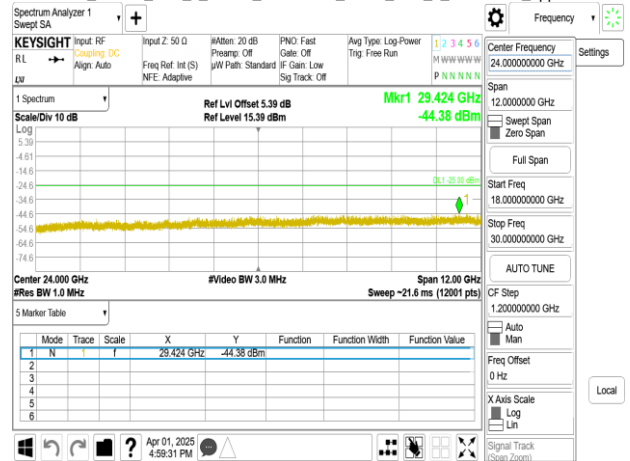 Spectrum Analyzer 1
Swept SA
Frequency
Settings
KEYSIGHT
Input: RF
Coupling: DC
Align: Auto
Input Z: 50 Ω
Freq Ref: Int (S)
NFE: Adaptive
#Atten: 20 dB
Preamp: Off
µW Path: Standard
PNO: Fast
Gate: Off
IF Gain: Low
Sig Track: Off
Avg Type: Log-Power
Trig: Free Run
1 2 3 4 5 6
M W W W W W
P N N N N N
RL
LXI
1 Spectrum
Scale/Div 10 dB
Ref Lvl Offset 5.39 dB
Ref Level 15.39 dBm
Mkr1 29.424 GHz
-44.38 dBm
Log
5.39
-4.61
-14.6
-24.6
-34.6
-44.6
-54.6
-64.6
-74.6
DL1 -25.00 dBm
1
Center 24.000 GHz
#Video BW 3.0 MHz
Span 12.00 GHz
#Res BW 1.0 MHz
Sweep ~21.6 ms (12001 pts)
5 Marker Table
Mode Trace Scale X Y Function Function Width Function Value
1 N 1 f 29.424 GHz -44.38 dBm
2
3
4
5
6
Apr 01, 2025
4:59:31 PM
Center Frequency
24.000000000 GHz
Span
12.0000000 GHz
Swept Span
Zero Span
Full Span
Start Freq
18.000000000 GHz
Stop Freq
30.000000000 GHz
AUTO TUNE
CF Step
1.200000000 GHz
Auto
Man
Freq Offset
0 Hz
X Axis Scale
Log
Lin
Signal Track
(Span Zoom)
Local